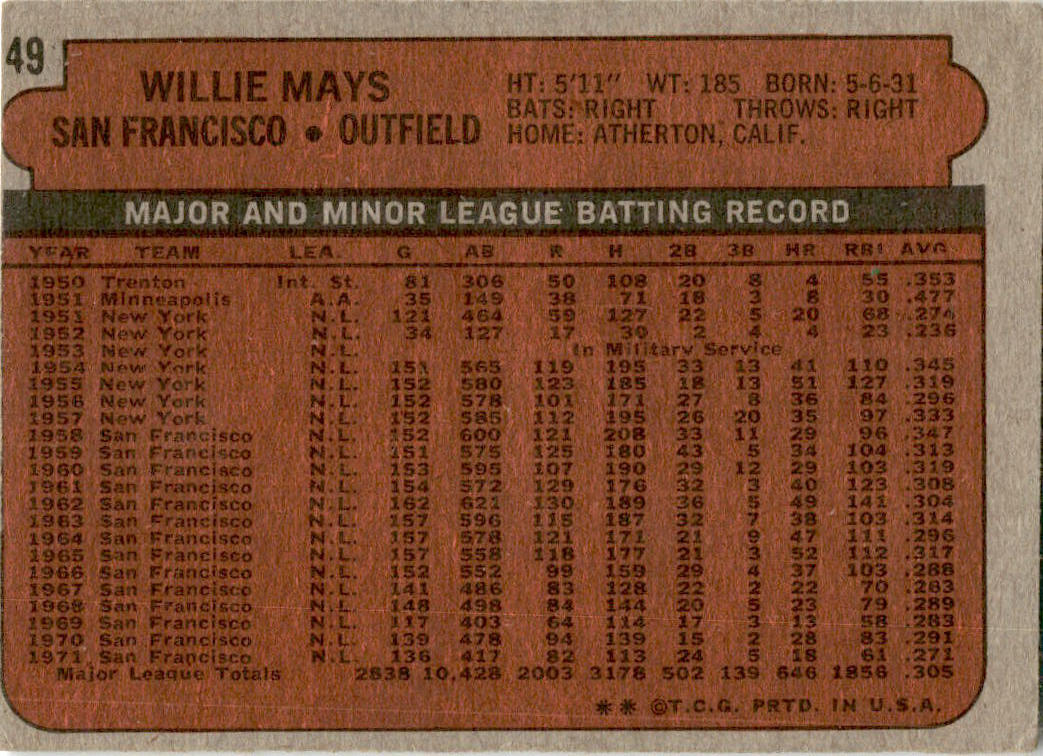 49
WILLIE MAYS
SAN FRANCISCO • OUTFIELD
HT: 5'11" WT: 185 BORN: 5-6-31
BATS: RIGHT THROWS: RIGHT
HOME: ATHERTON, CALIF.
MAJOR AND MINOR LEAGUE BATTING RECORD
YEAR TEAM LEA. G AB R H 2B 3B HR RBI AVG
1950 Trenton Int. St. 81 306 50 108 20 8 4 55 .353
1951 Minneapolis A.A. 35 149 38 71 18 3 8 30 .477
1951 New York N.L. 121 464 59 127 22 5 20 68 .274
1952 New York N.L. 34 127 17 30 2 4 4 23 .236
1953 New York N.L. In Military Service
1954 New York N.L. 151 565 119 195 33 13 41 110 .345
1955 New York N.L. 152 580 123 185 18 13 51 127 .319
1956 New York N.L. 152 578 101 171 27 8 36 84 .296
1957 New York N.L. 152 585 112 195 26 20 35 97 .333
1958 San Francisco N.L. 152 600 121 208 33 11 29 96 .347
1959 San Francisco N.L. 151 575 125 180 43 5 34 104 .313
1960 San Francisco N.L. 153 595 107 190 29 12 29 103 .319
1961 San Francisco N.L. 154 572 129 176 32 3 40 123 .308
1962 San Francisco N.L. 162 621 130 189 36 5 49 141 .304
1963 San Francisco N.L. 157 596 115 187 32 7 38 103 .314
1964 San Francisco N.L. 157 578 121 171 21 9 47 111 .296
1965 San Francisco N.L. 157 558 118 177 21 3 52 112 .317
1966 San Francisco N.L. 152 552 99 159 29 4 37 103 .288
1967 San Francisco N.L. 141 486 83 128 22 2 22 70 .263
1968 San Francisco N.L. 148 498 84 144 20 5 23 79 .289
1969 San Francisco N.L. 117 403 64 114 17 3 13 58 .283
1970 San Francisco N.L. 139 478 94 139 15 2 28 83 .291
1971 San Francisco N.L. 136 417 82 113 24 5 18 61 .271
Major League Totals 2838 10,428 2003 3178 502 139 646 1856 .305
** ©T.C.G. PRTD. IN U.S.A.